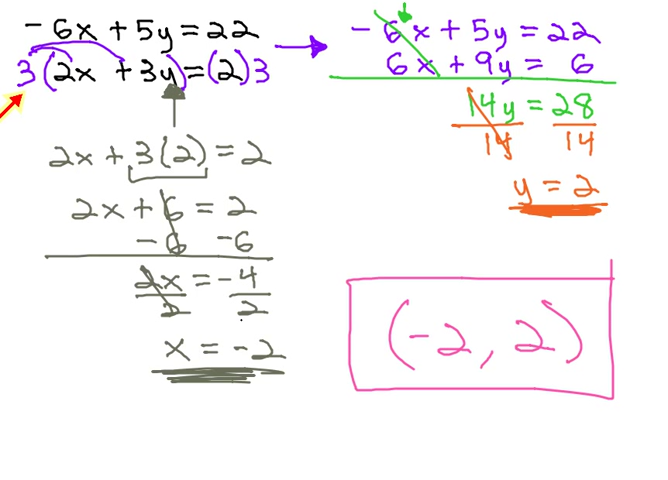 -6x + 5y = 22
3(2x + 3y) = (2)3
2x + 3(2) = 2
2x + 6 = 2
-6 -6
2x = -4
2 2
x = -2
-6x + 5y = 22
6x + 9y = 6
14y = 28
14 14
y = 2
(-2, 2)